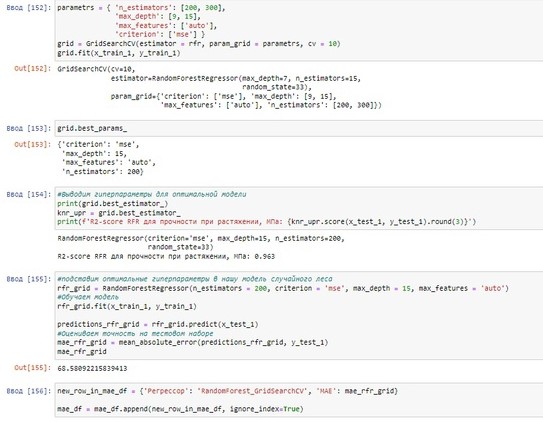 Ввод [152]: parametrs = { 'n_estimators': [200, 300],
'max_depth': [9, 15],
'max_features': ['auto'],
'criterion': ['mse'] }
grid = GridSearchCV(estimator = rfr, param_grid = parametrs, cv = 10)
grid.fit(x_train_1, y_train_1)
Out[152]: GridSearchCV(cv=10,
estimator=RandomForestRegressor(max_depth=7, n_estimators=15,
random_state=33),
param_grid={'criterion': ['mse'], 'max_depth': [9, 15],
'max_features': ['auto'], 'n_estimators': [200, 300]})
Ввод [153]: grid.best_params_
Out[153]: {'criterion': 'mse',
'max_depth': 15,
'max_features': 'auto',
'n_estimators': 200}
Ввод [154]: #Выводим гиперпараметры для оптимальной модели
print(grid.best_estimator_)
knr_upr = grid.best_estimator_
print(f'R2-score RFR для прочности при растяжении, МПа: {knr_upr.score(x_test_1, y_test_1).round(3)}')
RandomForestRegressor(criterion='mse', max_depth=15, n_estimators=200,
random_state=33)
R2-score RFR для прочности при растяжении, МПа: 0.963
Ввод [155]: #подставим оптимальные гиперпараметры в нашу модель случайного леса
rfr_grid = RandomForestRegressor(n_estimators = 200, criterion = 'mse', max_depth = 15, max_features = 'auto')
#Обучаем модель
rfr_grid.fit(x_train_1, y_train_1)
predictions_rfr_grid = rfr_grid.predict(x_test_1)
#Оцениваем точность на тестовом наборе
mae_rfr_grid = mean_absolute_error(predictions_rfr_grid, y_test_1)
mae_rfr_grid
Out[155]: 68.58092215839413
Ввод [156]: new_row_in_mae_df = {'Регрессор': 'RandomForest_GridSearchCV', 'MAE': mae_rfr_grid}
mae_df = mae_df.append(new_row_in_mae_df, ignore_index=True)